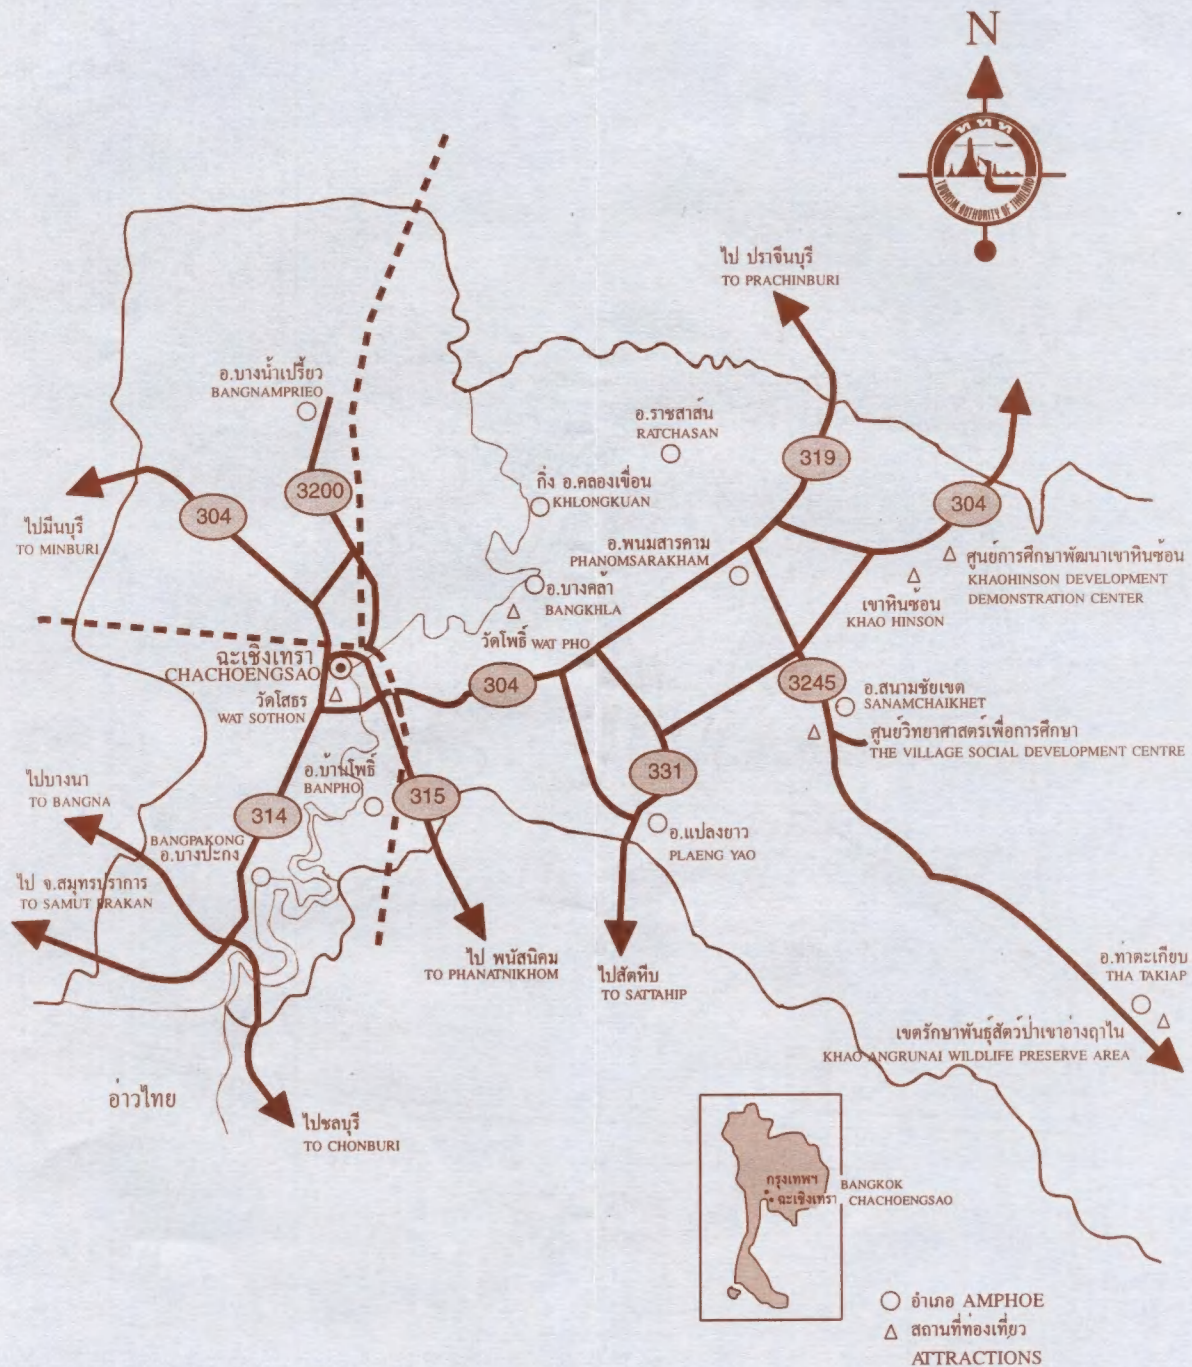 N
ททท
TOURISM AUTHORITY OF THAILAND
ไป ปราจีนบุรี
TO PRACHINBURI
อ.บางน้ำเปรี้ยว
BANGNAMPRIEO
อ.ราชสาส์น
RATCHASAN
319
3200
กิ่ง อ.คลองเขื่อน
KHLONGKUAN
304
304
ไปมีนบุรี
TO MINBURI
อ.พนมสารคาม
PHANOMSARAKHAM
ศูนย์การศึกษาพัฒนาเขาหินซ้อน
KHAOHINSON DEVELOPMENT
DEMONSTRATION CENTER
อ.บางคล้า
BANGKHLA
เขาหินซ้อน
KHAO HINSON
วัดโพธิ์ WAT PHO
ฉะเชิงเทรา
CHACHOENGSAO
304
3245
อ.สนามชัยเขต
SANAMCHAIKHET
วัดโสธร
WAT SOTHON
ศูนย์วิทยาศาสตร์เพื่อการศึกษา
THE VILLAGE SOCIAL DEVELOPMENT CENTRE
อ.บ้านโพธิ์
BANPHO
331
ไปบางนา
TO BANGNA
315
314
อ.แปลงยาว
PLAENG YAO
BANGPAKONG
อ.บางปะกง
ไป จ.สมุทรปราการ
TO SAMUT PRAKAN
ไป พนัสนิคม
TO PHANATNIKHOM
ไปสัตหีบ
TO SATTAHIP
อ.ท่าตะเกียบ
THA TAKIAP
เขตรักษาพันธุ์สัตว์ป่าเขาอ่างฤาไน
KHAO ANGRUNAI WILDLIFE PRESERVE AREA
อ่าวไทย
ไปชลบุรี
TO CHONBURI
กรุงเทพฯ BANGKOK
ฉะเชิงเทรา CHACHOENGSAO
อำเภอ AMPHOE
สถานที่ท่องเที่ยว
ATTRACTIONS